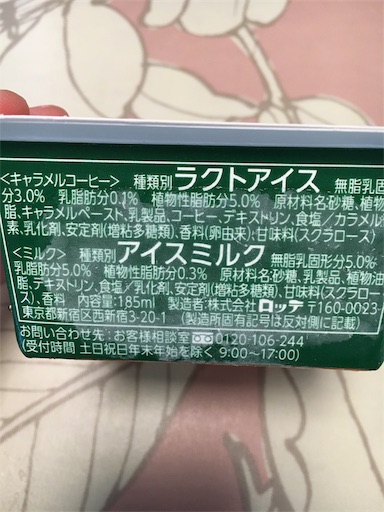 <キャラメルコーヒー> 種類別ラクトアイス 無脂乳固
分3.0% 乳脂肪分0.1% 植物性脂肪分5.0% 原材料名砂糖、植物
脂、キャラメルペースト、乳製品、コーヒー、デキストリン、食塩/カラメル
素、乳化剤、安定剤(増粘多糖類)、香料(卵由来)、甘味料(スクラロース)
<ミルク> 種類別アイスミルク 無脂乳固形分5.0%
乳脂肪分5.0% 植物性脂肪分0.3% 原材料名砂糖、乳製品、植物油
脂、デキストリン、食塩/乳化剤、安定剤(増粘多糖類)、甘味料(スクラロー
ス)、香料 内容量:185ml 製造者:株式会社ロッテ 〒160-0023
東京都新宿区西新宿3-20-1 (製造所固有記号は反対側に記載)
お問い合わせ:お客様相談室 0120-106-244
(受付時間 土日祝日年末年始を除く 9:00~17:00)